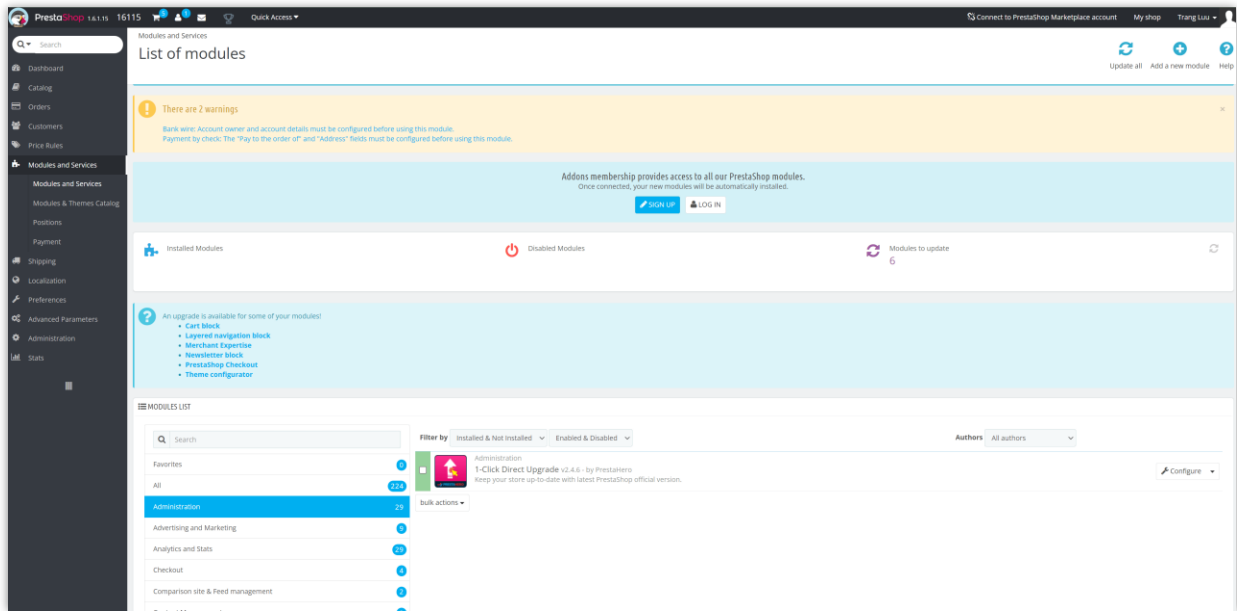 PrestaShop 1.6.1.15 16115 5 1 Quick Access Connect to PrestaShop Marketplace account My shop Trang Luu
Search
Dashboard
Catalog
Orders
Customers
Price Rules
Modules and Services
Modules and Services
Modules & Themes Catalog
Positions
Payment
Shipping
Localization
Preferences
Advanced Parameters
Administration
Stats
Modules and Services
List of modules
Update all Add a new module Help
There are 2 warnings
Bank wire: Account owner and account details must be configured before using this module.
Payment by check: The "Pay to the order of" and "Address" fields must be configured before using this module.
Addons membership provides access to all our PrestaShop modules.
Once connected, your new modules will be automatically installed.
SIGN UP LOG IN
Installed Modules
Disabled Modules
Modules to update
6
An upgrade is available for some of your modules!
• Cart block
• Layered navigation block
• Merchant Expertise
• Newsletter block
• PrestaShop Checkout
• Theme configurator
MODULES LIST
Search
Favorites 0
All 224
Administration 29
Advertising and Marketing 9
Analytics and Stats 29
Checkout 4
Comparison site & Feed management 2
Filter by Installed & Not Installed Enabled & Disabled Authors All authors
Administration
1-Click Direct Upgrade v2.4.6 - by PrestaHero
Keep your store up-to-date with latest PrestaShop official version.
Configure
bulk actions